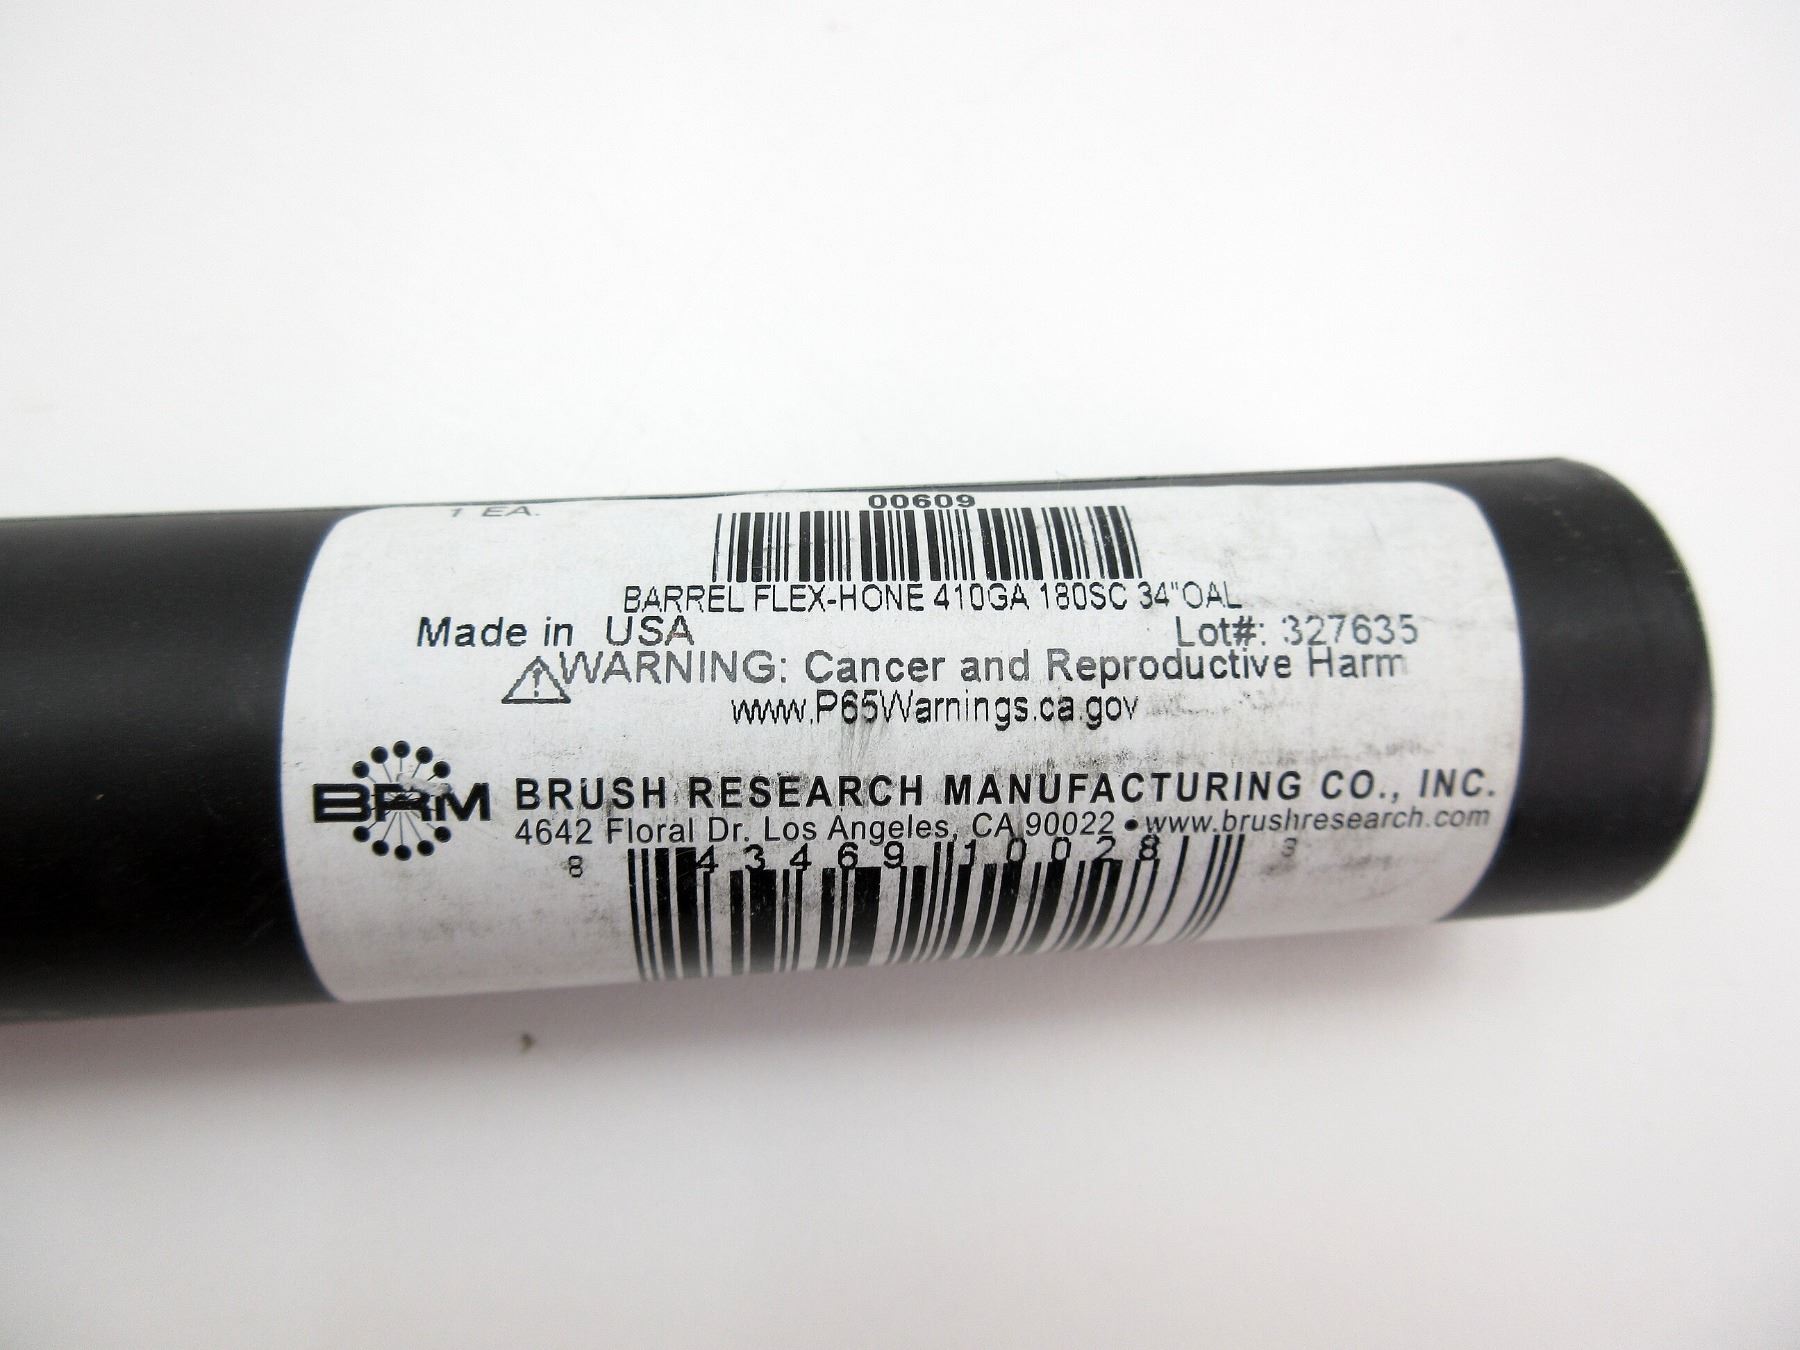 1 EA.
00609
BARREL FLEX-HONE 410GA 180SC 34"OAL
Made in USA Lot#: 327635
WARNING: Cancer and Reproductive Harm
www.P65Warnings.ca.gov
BRM
BRUSH RESEARCH MANUFACTURING CO., INC.
4642 Floral Dr. Los Angeles, CA 90022 • www.brushresearch.com
8 43469 10028